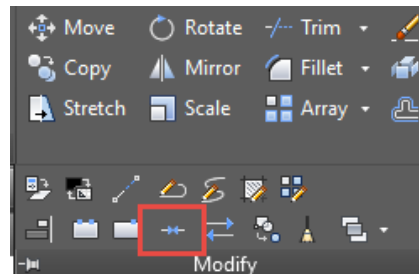 Move Rotate Trim
Copy Mirror Fillet
Stretch Scale Array
Modify